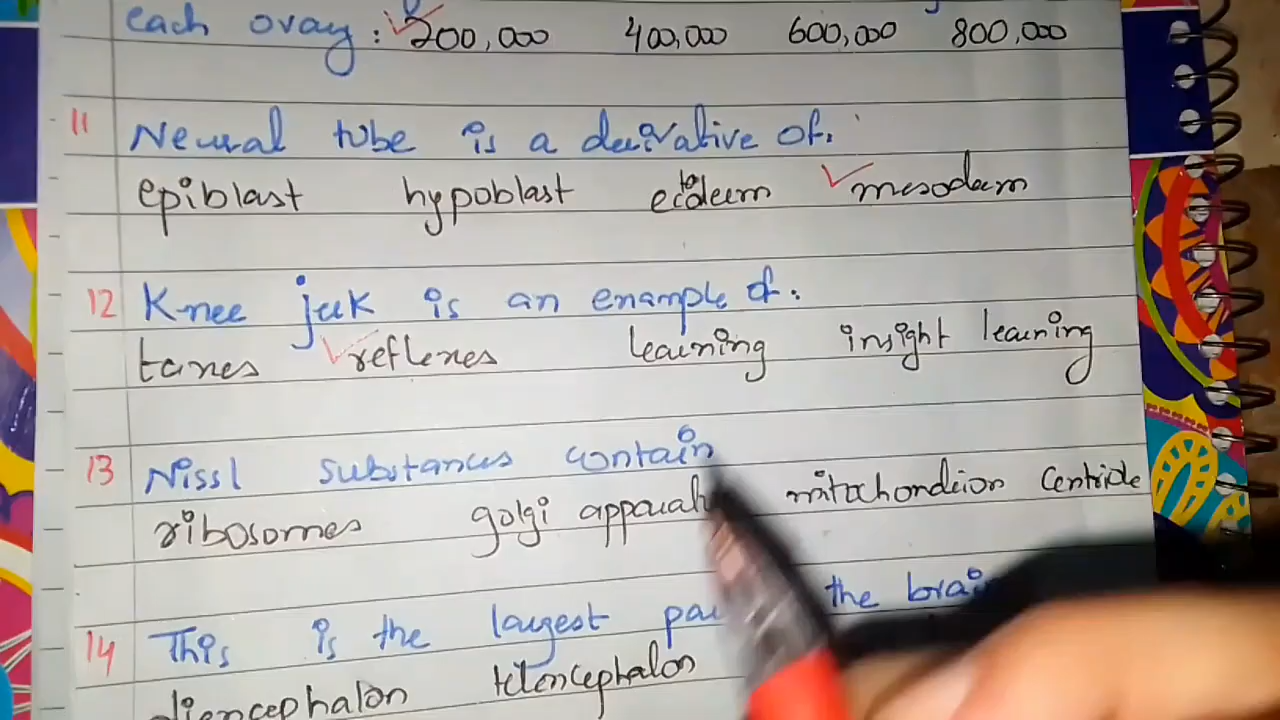 each ovary: 200,000 400,000 600,000 800,000
11 Neural tube is a derivative of:
epiblast hypoblast ectoderm mesoderm
12 Knee jerk is an example of:
taxes reflexes learning insight learning
13 Nissl substances contain
ribosomes golgi mitochondrion centriole
14 This is the largest the
diencephalon telencephalon